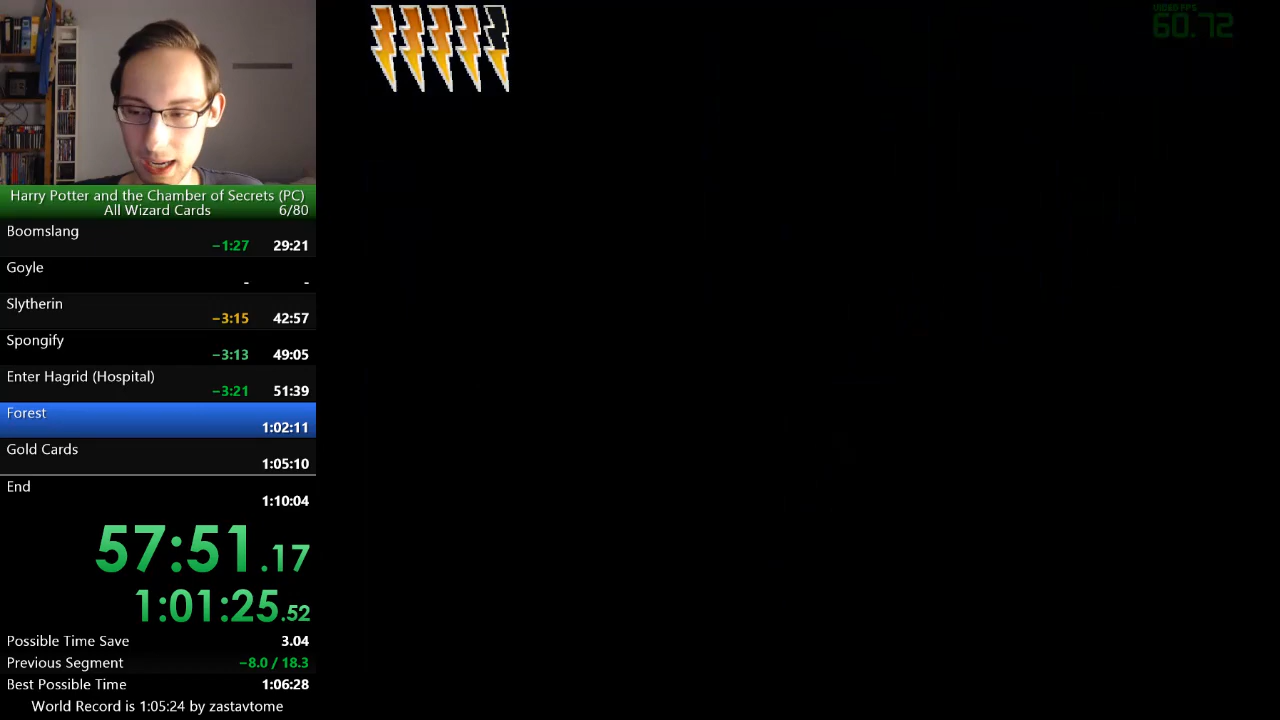 VIDEO FPS
60.72
Harry Potter and the Chamber of Secrets (PC)
All Wizard Cards 6/80
Boomslang
−1:27 29:21
Goyle
- -
Slytherin
−3:15 42:57
Spongify
−3:13 49:05
Enter Hagrid (Hospital)
−3:21 51:39
Forest
1:02:11
Gold Cards
1:05:10
End
1:10:04
57:51.17
1:01:25.52
Possible Time Save 3.04
Previous Segment −8.0 / 18.3
Best Possible Time 1:06:28
World Record is 1:05:24 by zastavtome